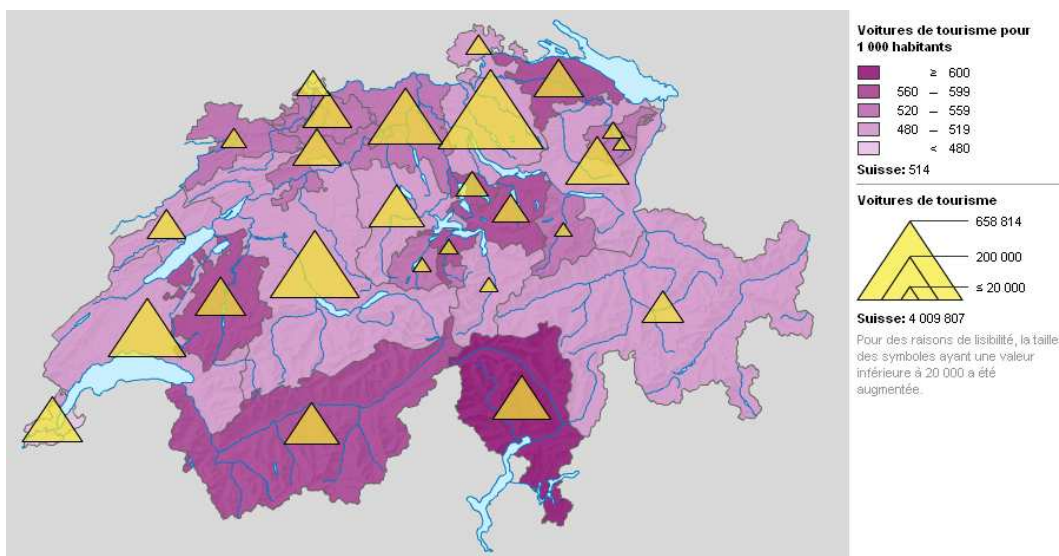 Voitures de tourisme pour
1 000 habitants
≥ 600
560 – 599
520 – 559
480 – 519
< 480
Suisse: 514
Voitures de tourisme
658 814
200 000
≤ 20 000
Suisse: 4 009 807
Pour des raisons de lisibilité, la taille
des symboles ayant une valeur
inférieure à 20 000 a été
augmentée.